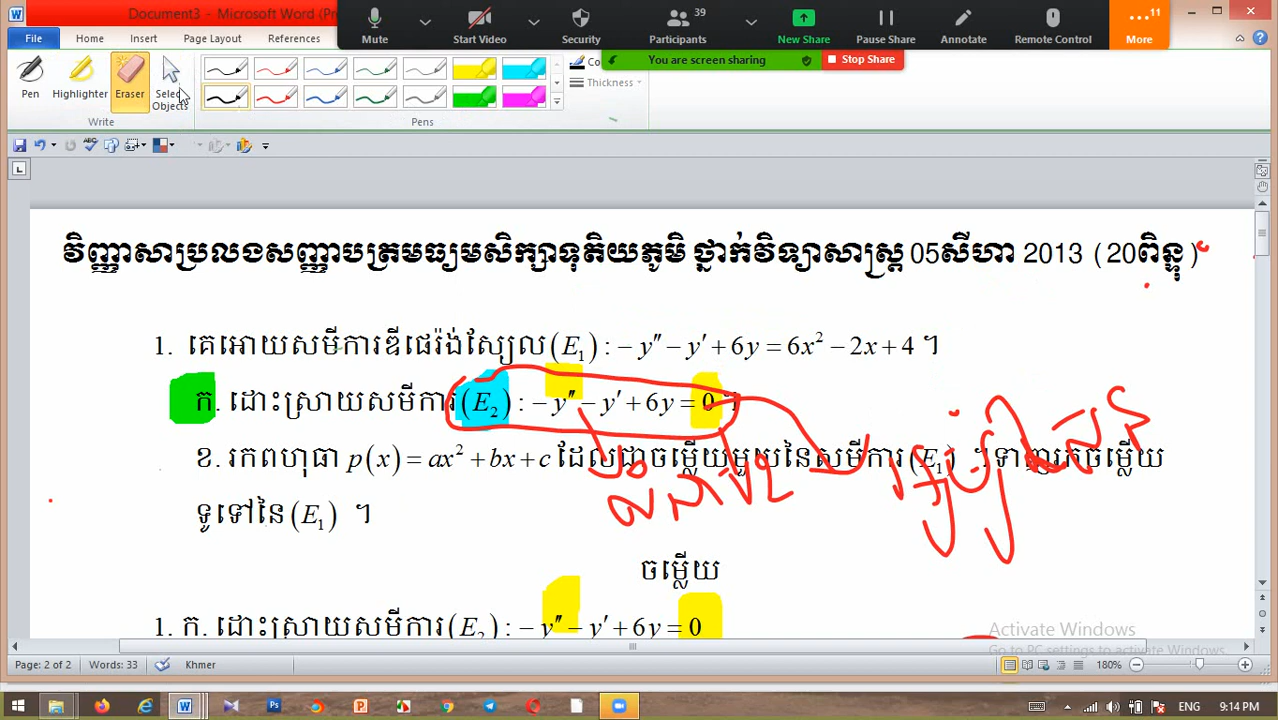 Document3 - Microsoft Word (Pr
Mute
Start Video
Security
39
Participants
New Share
Pause Share
Annotate
Remote Control
11
More
File
Home
Insert
Page Layout
References
You are screen sharing
Stop Share
Pen
Highlighter
Eraser
Select Objects
Thickness
Write
Pens
វិញ្ញាសាប្រលងសញ្ញាបត្រមធ្យមសិក្សាទុតិយភូមិ ថ្នាក់វិទ្យាសាស្ត្រ 05សីហា 2013 (20ពិន្ទុ)
1. គេអោយសមីការឌីផេរ៉ង់ស្យែល(E₁) : − y″ − y′ + 6y = 6x² − 2x + 4 ។
ក. ដោះស្រាយសមីការ(E₂) : − y″ − y′ + 6y = 0 ។
ខ. រកពហុធា p(x) = ax² + bx + c ដែលជាចម្លើយមួយនៃសមីការ(E₁) ។ទាញរកចម្លើយ
ទូទៅនៃ(E₁) ។
ចម្លើយ
1. ក. ដោះស្រាយសមីការ(E₂) : − y″ − y′ + 6y = 0
Activate Windows
Go to PC settings to activate Windows.
Page: 2 of 2
Words: 33
Khmer
180%
ENG
9:14 PM